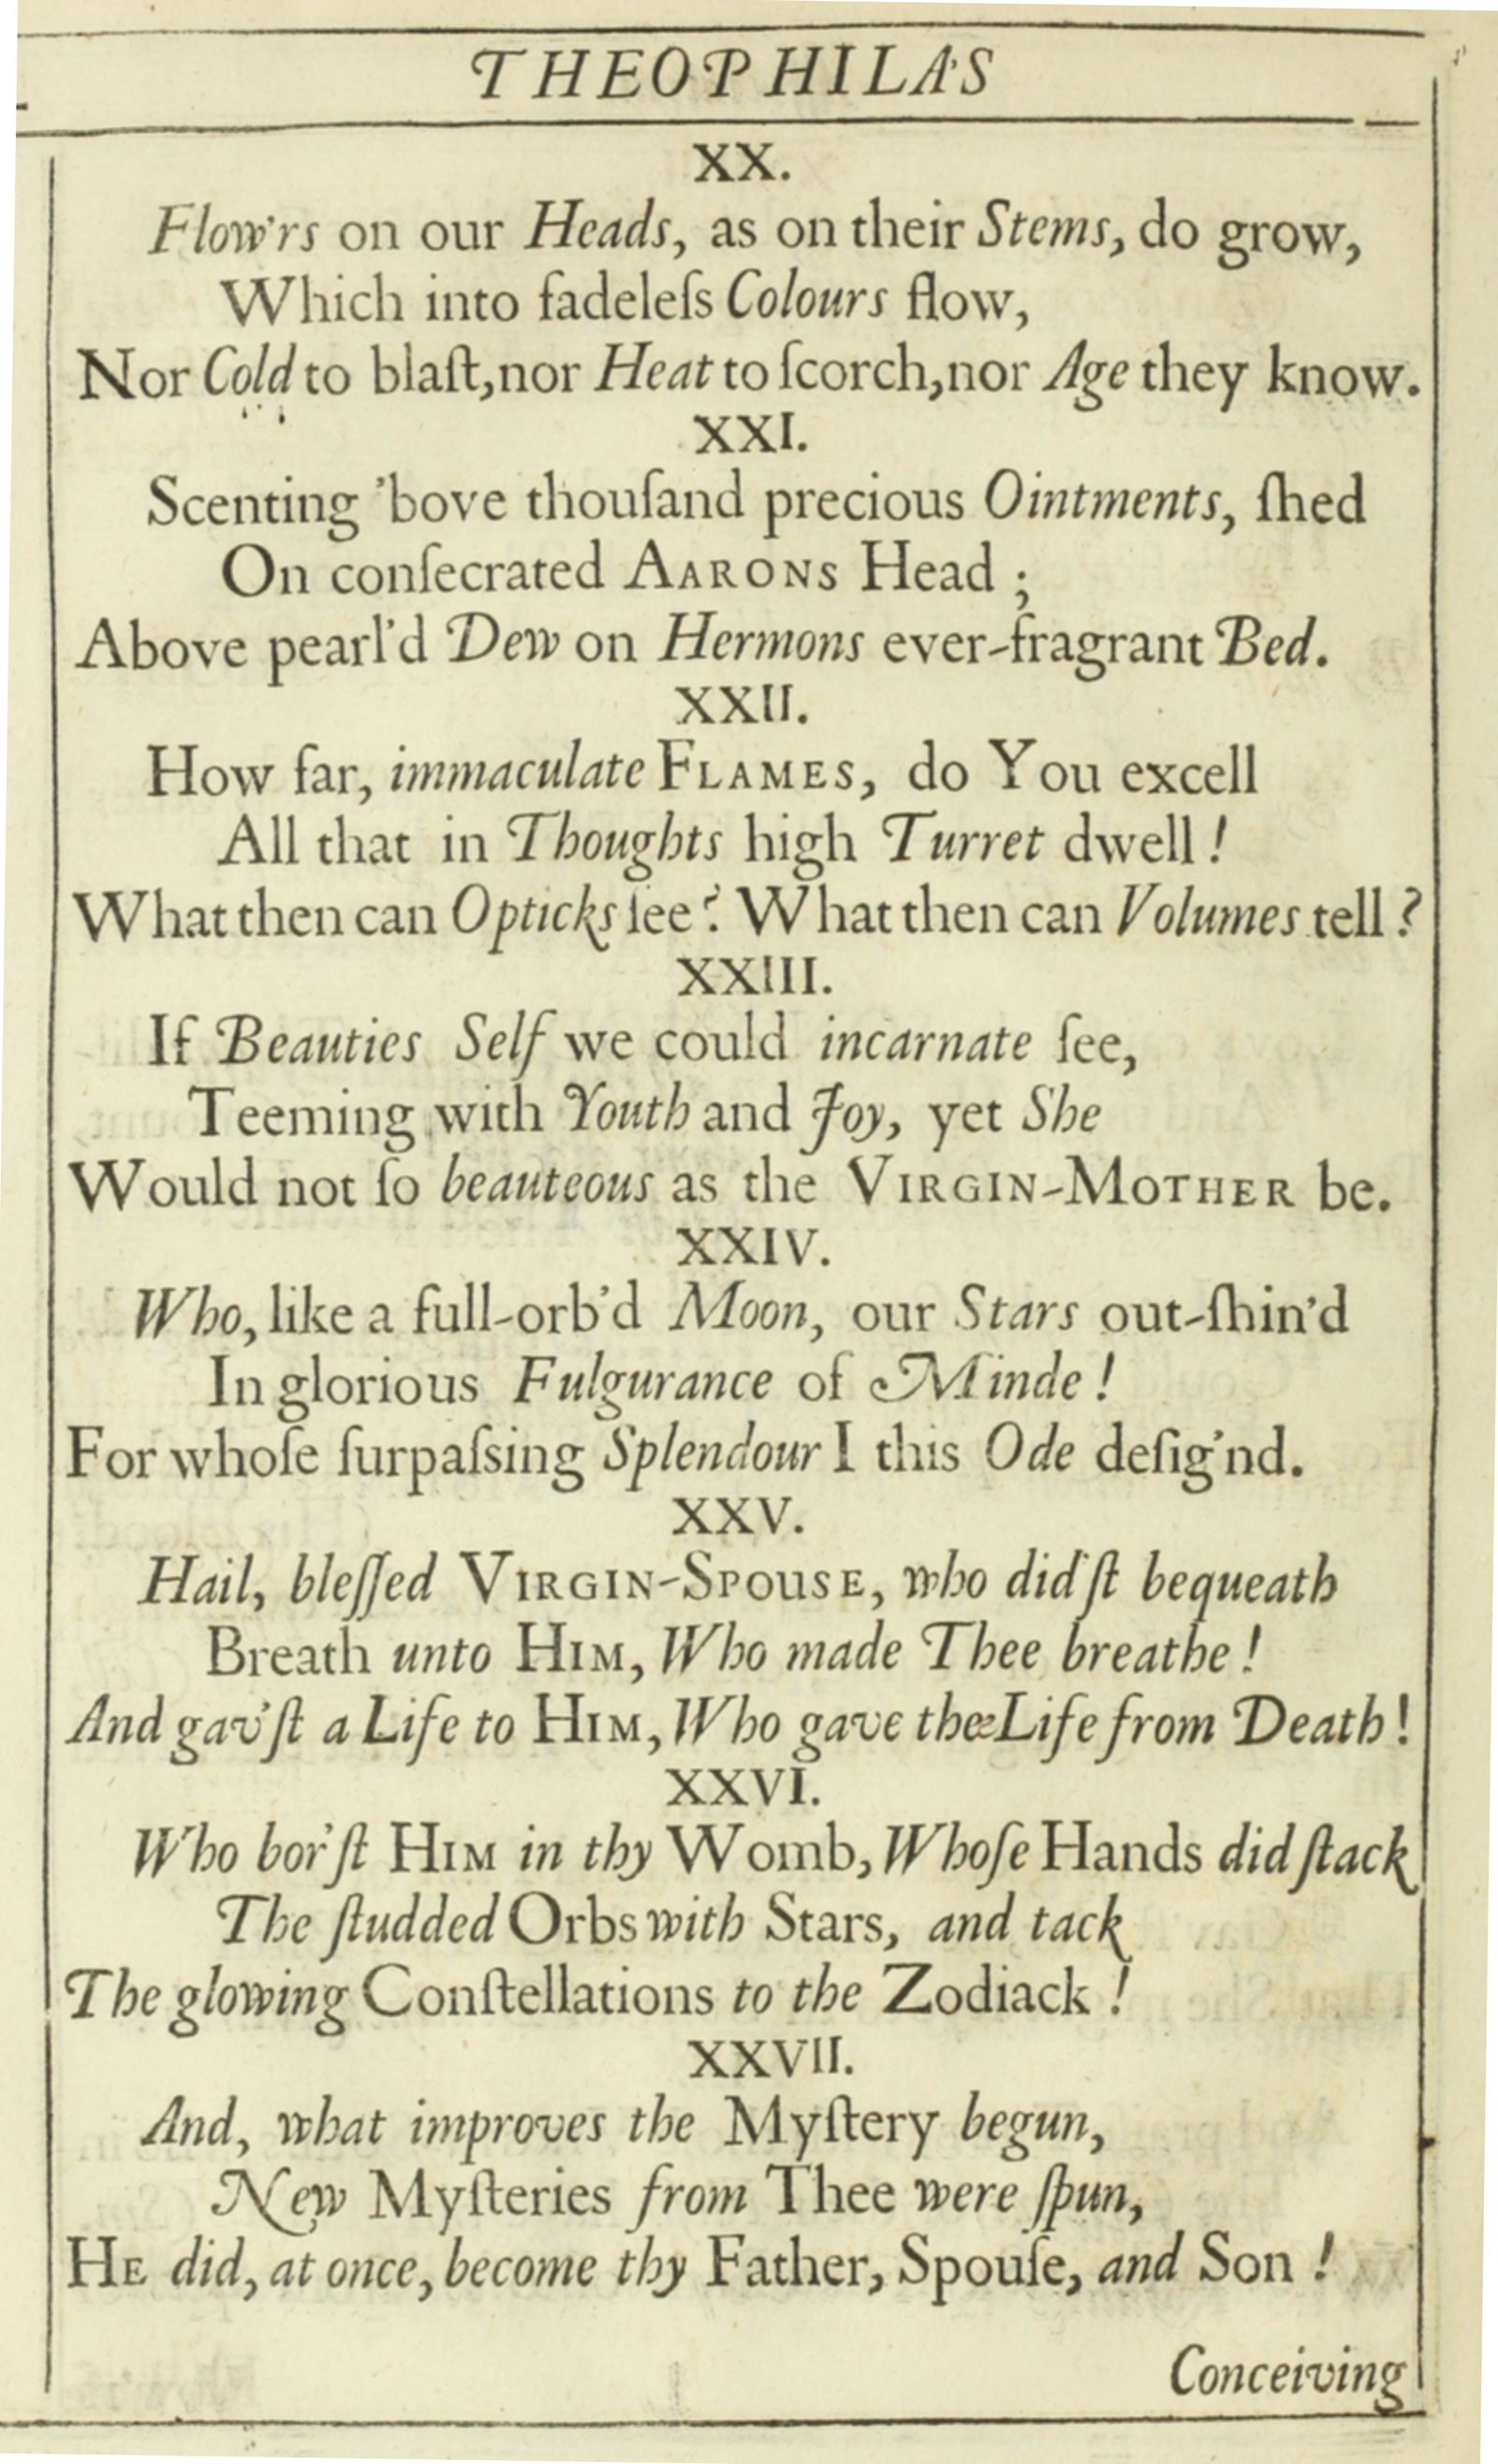 THEOPHILA'S
XX.
Flow'rs on our Heads, as on their Stems, do grow,
Which into fadeleſs Colours flow,
Nor Cold to blaſt, nor Heat to ſcorch, nor Age they know.
XXI.
Scenting 'bove thouſand precious Ointments, ſhed
On conſecrated AARONS Head ;
Above pearl'd Dew on Hermons ever-fragrant Bed.
XXII.
How far, immaculate FLAMES, do You excell
All that in Thoughts high Turret dwell !
What then can Opticks ſee ? What then can Volumes tell ?
XXIII.
If Beauties Self we could incarnate ſee,
Teeming with Youth and Joy, yet She
Would not ſo beauteous as the VIRGIN-MOTHER be.
XXIV.
Who, like a full-orb'd Moon, our Stars out-ſhin'd
In glorious Fulgurance of Minde !
For whoſe ſurpaſsing Splendour I this Ode deſig'nd.
XXV.
Hail, bleſſed VIRGIN-SPOUSE, who did'ſt bequeath
Breath unto HIM, Who made Thee breathe !
And gav'ſt a Life to HIM, Who gave thee Life from Death !
XXVI.
Who bor'ſt HIM in thy Womb, Whoſe Hands did ſtack
The ſtudded Orbs with Stars, and tack
The glowing Conſtellations to the Zodiack !
XXVII.
And, what improves the Myſtery begun,
New Myſteries from Thee were ſpun,
HE did, at once, become thy Father, Spouſe, and Son !
Conceiving